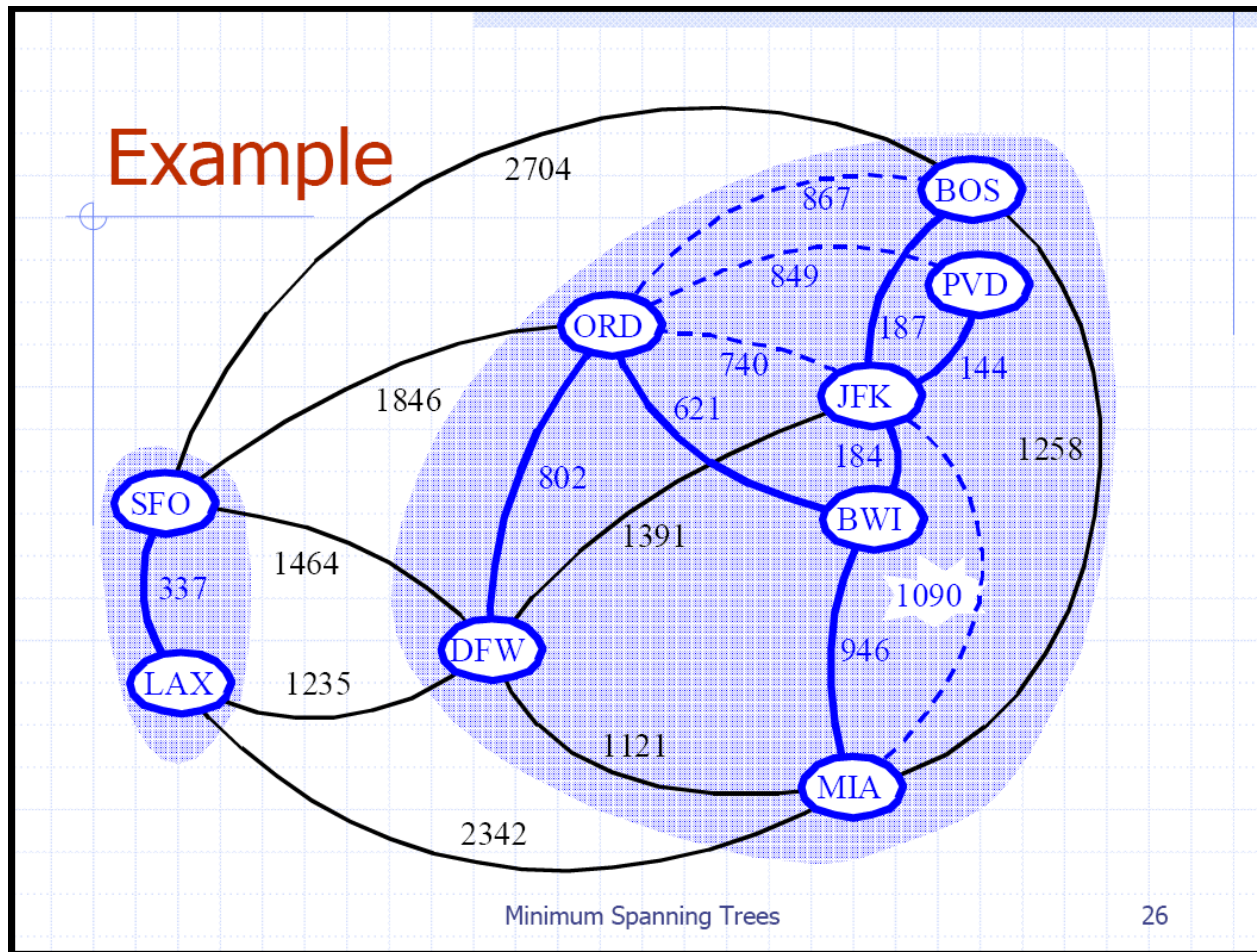 Example
2704
867
BOS
849
PVD
ORD
187
740
144
JFK
1846
621
1258
184
802
SFO
BWI
1391
1464
337
1090
946
DFW
LAX
1235
1121
MIA
2342
Minimum Spanning Trees
26